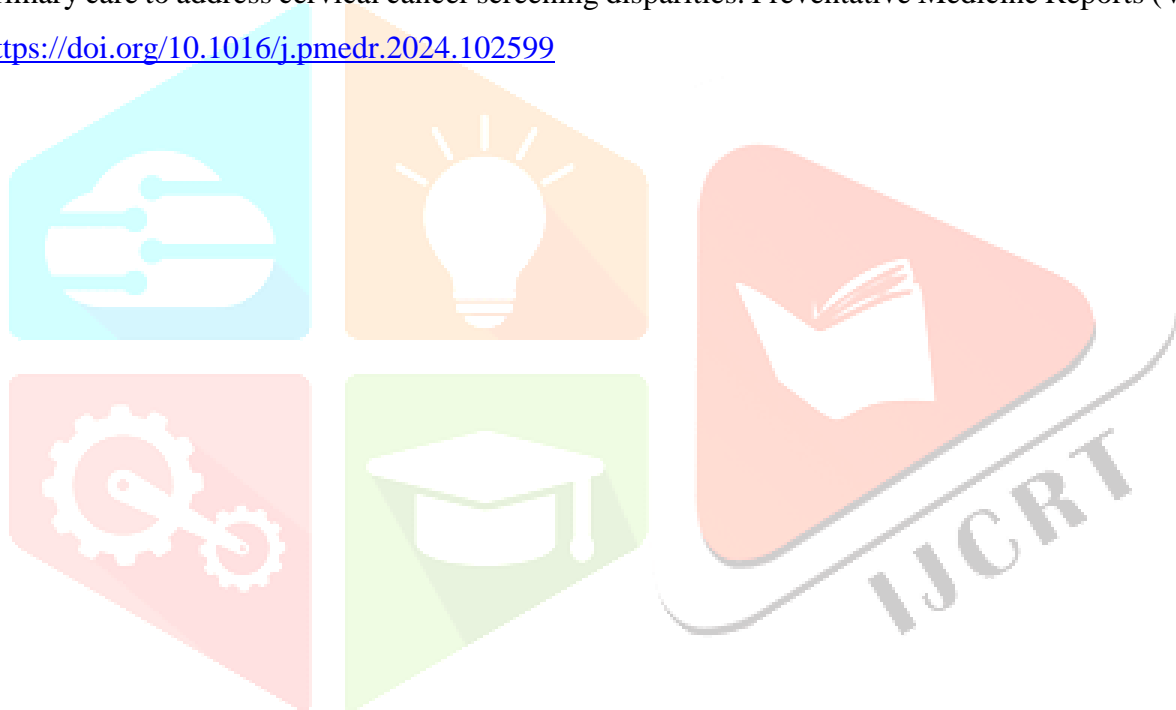 rimary care to address cervical cancer screening disparities. Preventative Medicine Reports (V
ttps://doi.org/10.1016/j.pmedr.2024.102599
IJCRT